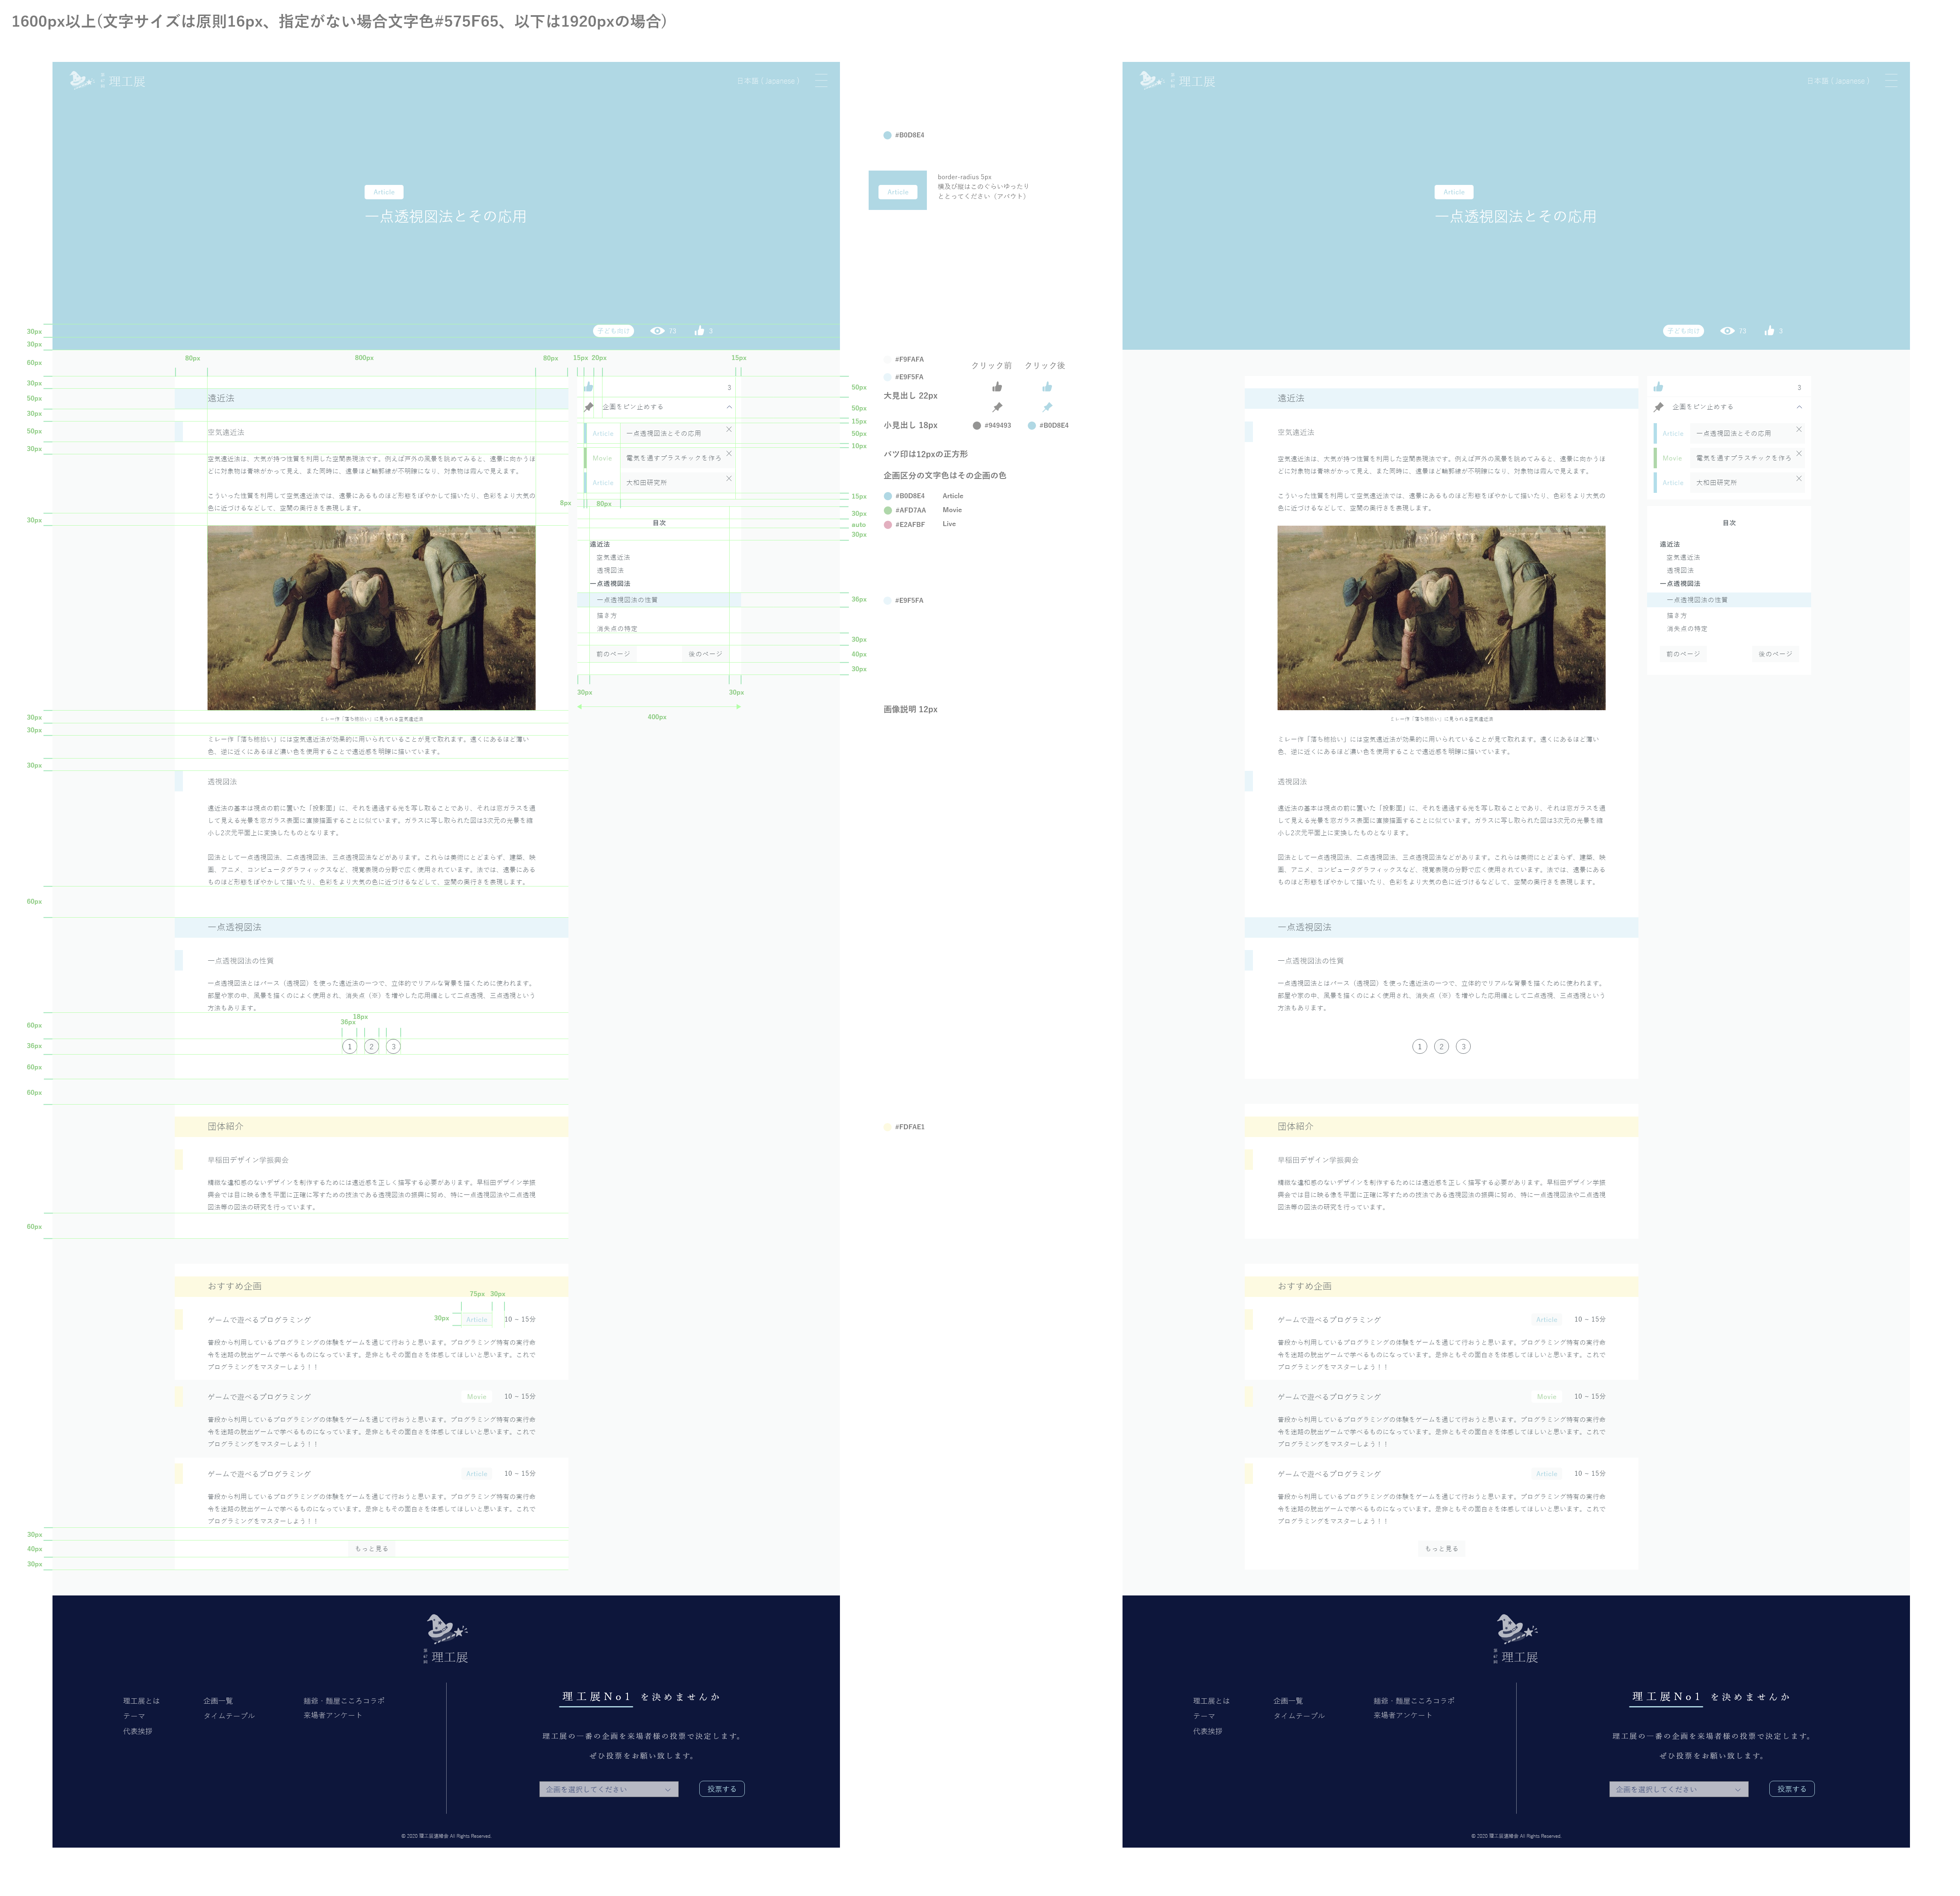 1600px以上(文字サイズは原則16px、指定がない場合文字色#575F65、以下は1920pxの場合)
理工展
日本語 ( Japanese )
Article
一点透視図法とその応用
子ども向け
73
3
#B0D8E4
Article
border-radius 5px
横及び縦はこのぐらいゆったり
ととってください（アバウト）
30px
30px
60px
30px
50px
30px
50px
30px
30px
30px
30px
30px
60px
60px
36px
60px
60px
60px
30px
40px
30px
80px
800px
80px
15px
20px
15px
遠近法
空気遠近法
空気遠近法は、大気が持つ性質を利用した空間表現法です。例えば戸外の風景を眺めてみると、遠景に向かうほ
どに対象物は青味がかって見え、また同時に、遠景ほど輪郭線が不明瞭になり、対象物は霞んで見えます。
こういった性質を利用して空気遠近法では、遠景にあるものほど形態をぼやかして描いたり、色彩をより大気の
色に近づけるなどして、空間の奥行きを表現します。
ミレー作「落ち穂拾い」に見られる空気遠近法
ミレー作「落ち穂拾い」には空気遠近法が効果的に用いられていることが見て取れます。遠くにあるほど薄い
色、逆に近くにあるほど濃い色を使用することで遠近感を明瞭に描いています。
透視図法
遠近法の基本は視点の前に置いた「投影面」に、それを通過する光を写し取ることであり、それは窓ガラスを通
して見える光景を窓ガラス表面に直接描画することに似ています。ガラスに写し取られた図は3次元の光景を縮
小し2次元平面上に変換したものとなります。
図法として一点透視図法、二点透視図法、三点透視図法などがあります。これらは美術にとどまらず、建築、映
画、アニメ、コンピュータグラフィックスなど、視覚表現の分野で広く使用されています。法では、遠景にある
ものほど形態をぼやかして描いたり、色彩をより大気の色に近づけるなどして、空間の奥行きを表現します。
一点透視図法
一点透視図法の性質
一点透視図法とはパース（透視図）を使った遠近法の一つで、立体的でリアルな背景を描くために使われます。
部屋や家の中、風景を描くのによく使用され、消失点（※）を増やした応用編として二点透視、三点透視という
方法もあります。
36px
18px
1 2 3
団体紹介
早稲田デザイン学振興会
精緻な違和感のないデザインを制作するためには遠近感を正しく描写する必要があります。早稲田デザイン学振
興会では目に映る像を平面に正確に写すための技法である透視図法の振興に努め、特に一点透視図法や二点透視
図法等の図法の研究を行っています。
おすすめ企画
75px
30px
30px
ゲームで遊べるプログラミング Article 10 ~ 15分
普段から利用しているプログラミングの体験をゲームを通じて行おうと思います。プログラミング特有の実行命
令を迷路の脱出ゲームで学べるものになっています。是非ともその面白さを体感してほしいと思います。これで
プログラミングをマスターしよう！！
ゲームで遊べるプログラミング Movie 10 ~ 15分
普段から利用しているプログラミングの体験をゲームを通じて行おうと思います。プログラミング特有の実行命
令を迷路の脱出ゲームで学べるものになっています。是非ともその面白さを体感してほしいと思います。これで
プログラミングをマスターしよう！！
ゲームで遊べるプログラミング Article 10 ~ 15分
普段から利用しているプログラミングの体験をゲームを通じて行おうと思います。プログラミング特有の実行命
令を迷路の脱出ゲームで学べるものになっています。是非ともその面白さを体感してほしいと思います。これで
プログラミングをマスターしよう！！
もっと見る
3
企画をピン止めする
Article 一点透視図法とその応用
Movie 電気を通すプラスチックを作ろ
Article 大和田研究所
8px
80px
目次
遠近法
空気遠近法
透視図法
一点透視図法
一点透視図法の性質
描き方
消失点の特定
前のページ
後のページ
30px
30px
400px
50px
50px
15px
50px
10px
15px
30px
auto
30px
36px
30px
40px
30px
#F9FAFA
#E9F5FA
クリック前
クリック後
大見出し 22px
小見出し 18px
#949493
#B0D8E4
バツ印は12pxの正方形
企画区分の文字色はその企画の色
#B0D8E4 Article
#AFD7AA Movie
#E2AFBF Live
#E9F5FA
画像説明 12px
#FDFAE1
理工展
理工展とは
テーマ
代表挨拶
企画一覧
タイムテーブル
麺爺・麺屋こころコラボ
来場者アンケート
理工展No1 を決めませんか
理工展の一番の企画を来場者様の投票で決定します。
ぜひ投票をお願い致します。
企画を選択してください
投票する
© 2020 理工展連絡会 All Rights Reserved.
理工展
日本語 ( Japanese )
Article
一点透視図法とその応用
子ども向け
73
3
遠近法
空気遠近法
空気遠近法は、大気が持つ性質を利用した空間表現法です。例えば戸外の風景を眺めてみると、遠景に向かうほ
どに対象物は青味がかって見え、また同時に、遠景ほど輪郭線が不明瞭になり、対象物は霞んで見えます。
こういった性質を利用して空気遠近法では、遠景にあるものほど形態をぼやかして描いたり、色彩をより大気の
色に近づけるなどして、空間の奥行きを表現します。
ミレー作「落ち穂拾い」に見られる空気遠近法
ミレー作「落ち穂拾い」には空気遠近法が効果的に用いられていることが見て取れます。遠くにあるほど薄い
色、逆に近くにあるほど濃い色を使用することで遠近感を明瞭に描いています。
透視図法
遠近法の基本は視点の前に置いた「投影面」に、それを通過する光を写し取ることであり、それは窓ガラスを通
して見える光景を窓ガラス表面に直接描画することに似ています。ガラスに写し取られた図は3次元の光景を縮
小し2次元平面上に変換したものとなります。
図法として一点透視図法、二点透視図法、三点透視図法などがあります。これらは美術にとどまらず、建築、映
画、アニメ、コンピュータグラフィックスなど、視覚表現の分野で広く使用されています。法では、遠景にある
ものほど形態をぼやかして描いたり、色彩をより大気の色に近づけるなどして、空間の奥行きを表現します。
一点透視図法
一点透視図法の性質
一点透視図法とはパース（透視図）を使った遠近法の一つで、立体的でリアルな背景を描くために使われます。
部屋や家の中、風景を描くのによく使用され、消失点（※）を増やした応用編として二点透視、三点透視という
方法もあります。
1 2 3
団体紹介
早稲田デザイン学振興会
精緻な違和感のないデザインを制作するためには遠近感を正しく描写する必要があります。早稲田デザイン学振
興会では目に映る像を平面に正確に写すための技法である透視図法の振興に努め、特に一点透視図法や二点透視
図法等の図法の研究を行っています。
おすすめ企画
ゲームで遊べるプログラミング Article 10 ~ 15分
普段から利用しているプログラミングの体験をゲームを通じて行おうと思います。プログラミング特有の実行命
令を迷路の脱出ゲームで学べるものになっています。是非ともその面白さを体感してほしいと思います。これで
プログラミングをマスターしよう！！
ゲームで遊べるプログラミング Movie 10 ~ 15分
普段から利用しているプログラミングの体験をゲームを通じて行おうと思います。プログラミング特有の実行命
令を迷路の脱出ゲームで学べるものになっています。是非ともその面白さを体感してほしいと思います。これで
プログラミングをマスターしよう！！
ゲームで遊べるプログラミング Article 10 ~ 15分
普段から利用しているプログラミングの体験をゲームを通じて行おうと思います。プログラミング特有の実行命
令を迷路の脱出ゲームで学べるものになっています。是非ともその面白さを体感してほしいと思います。これで
プログラミングをマスターしよう！！
もっと見る
3
企画をピン止めする
Article 一点透視図法とその応用
Movie 電気を通すプラスチックを作ろ
Article 大和田研究所
目次
遠近法
空気遠近法
透視図法
一点透視図法
一点透視図法の性質
描き方
消失点の特定
前のページ
後のページ
理工展
理工展とは
テーマ
代表挨拶
企画一覧
タイムテーブル
麺爺・麺屋こころコラボ
来場者アンケート
理工展No1 を決めませんか
理工展の一番の企画を来場者様の投票で決定します。
ぜひ投票をお願い致します。
企画を選択してください
投票する
© 2020 理工展連絡会 All Rights Reserved.